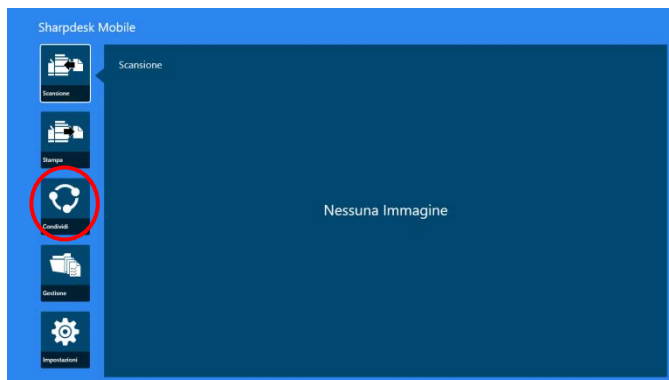 Sharpdesk Mobile
Scansione
Scansione
Stampa
Nessuna Immagine
Condividi
Gestione
Impostazioni